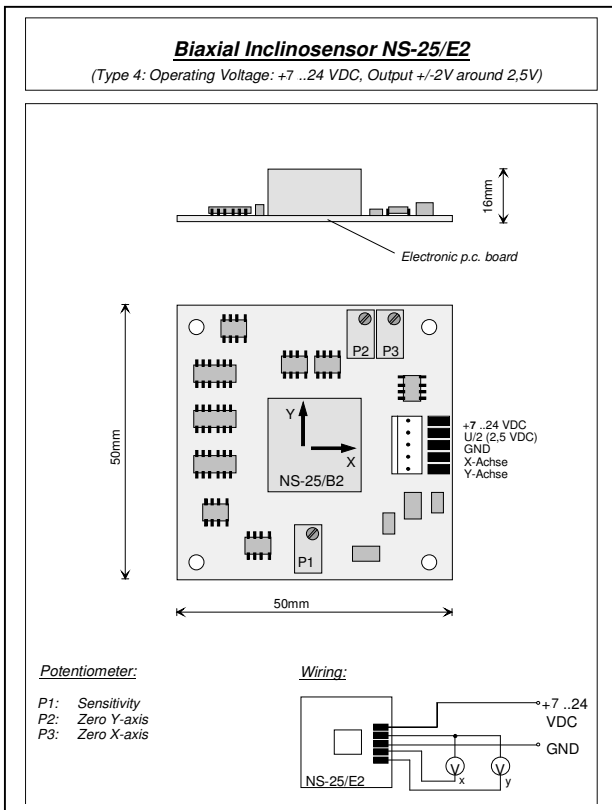 Biaxial Inclinosensor NS-25/E2
(Type 4: Operating Voltage: +7 ..24 VDC, Output +/-2V around 2,5V)
16mm
Electronic p.c. board
P2 P3
50mm
Y
X
NS-25/B2
+7 ..24 VDC
U/2 (2,5 VDC)
GND
X-Achse
Y-Achse
P1
50mm
Potentiometer:
P1: Sensitivity
P2: Zero Y-axis
P3: Zero X-axis
Wiring:
+7 ..24
VDC
GND
V x
V y
NS-25/E2